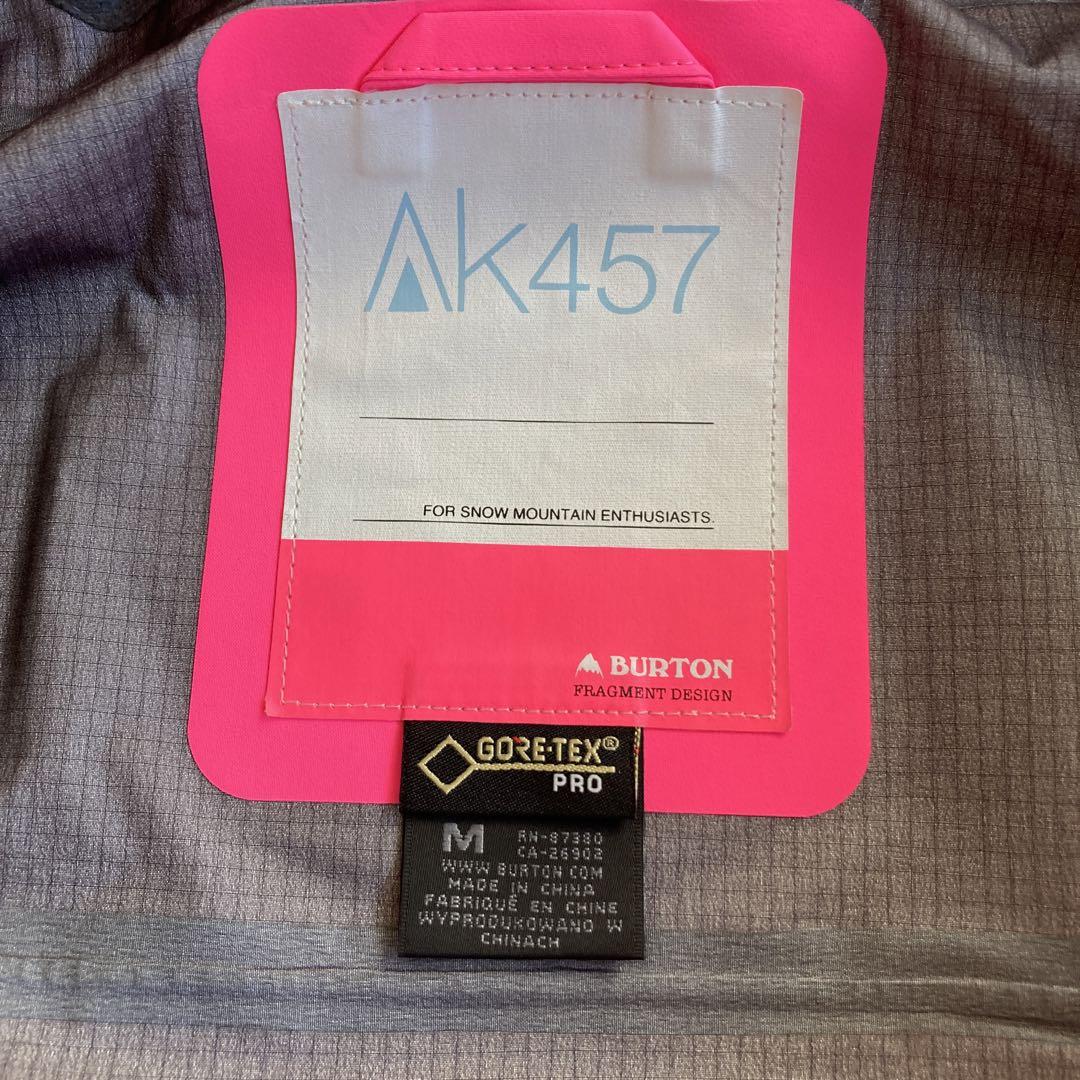 AK457
FOR SNOW MOUNTAIN ENTHUSIASTS.
BURTON
FRAGMENT DESIGN
GORE-TEX®
PRO
M
RN-87380
CA-26902
WWW.BURTON.COM
MADE IN CHINA
FABRIQUÉ EN CHINE
WYPRODUKOWANO W
CHINACH